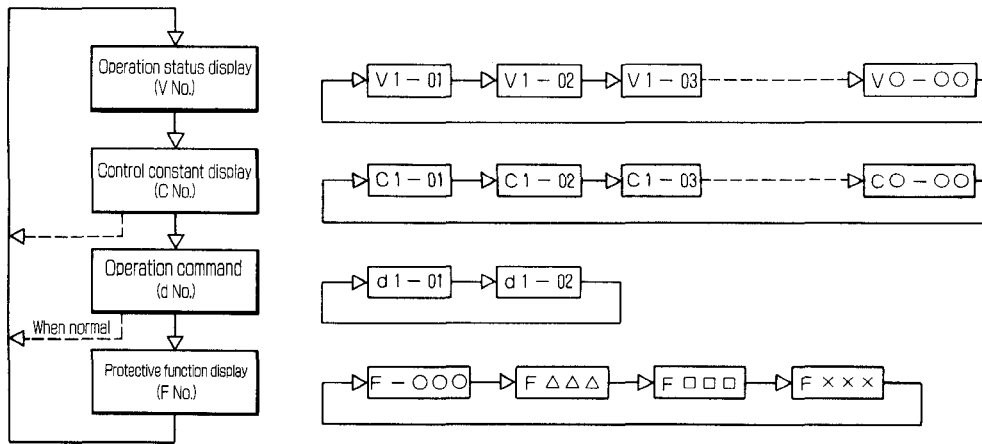 Operation status display
(V No.)
V 1 – 01
V 1 – 02
V 1 – 03
V ○ – ○○
Control constant display
(C No.)
C 1 – 01
C 1 – 02
C 1 – 03
C ○ – ○○
Operation command
(d No.)
d 1 – 01
d 1 – 02
When normal
Protective function display
(F No.)
F – ○○○
F △△△
F □□□
F ×××